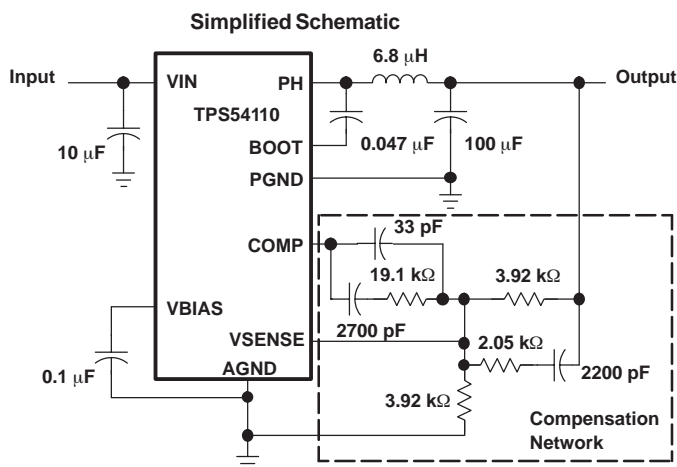 Simplified Schematic
6.8 μH
Input
VIN
PH
Output
TPS54110
10 μF
BOOT
0.047 μF
100 μF
PGND
COMP
33 pF
19.1 kΩ
3.92 kΩ
VBIAS
2700 pF
VSENSE
2.05 kΩ
0.1 μF
AGND
2200 pF
3.92 kΩ
Compensation
Network